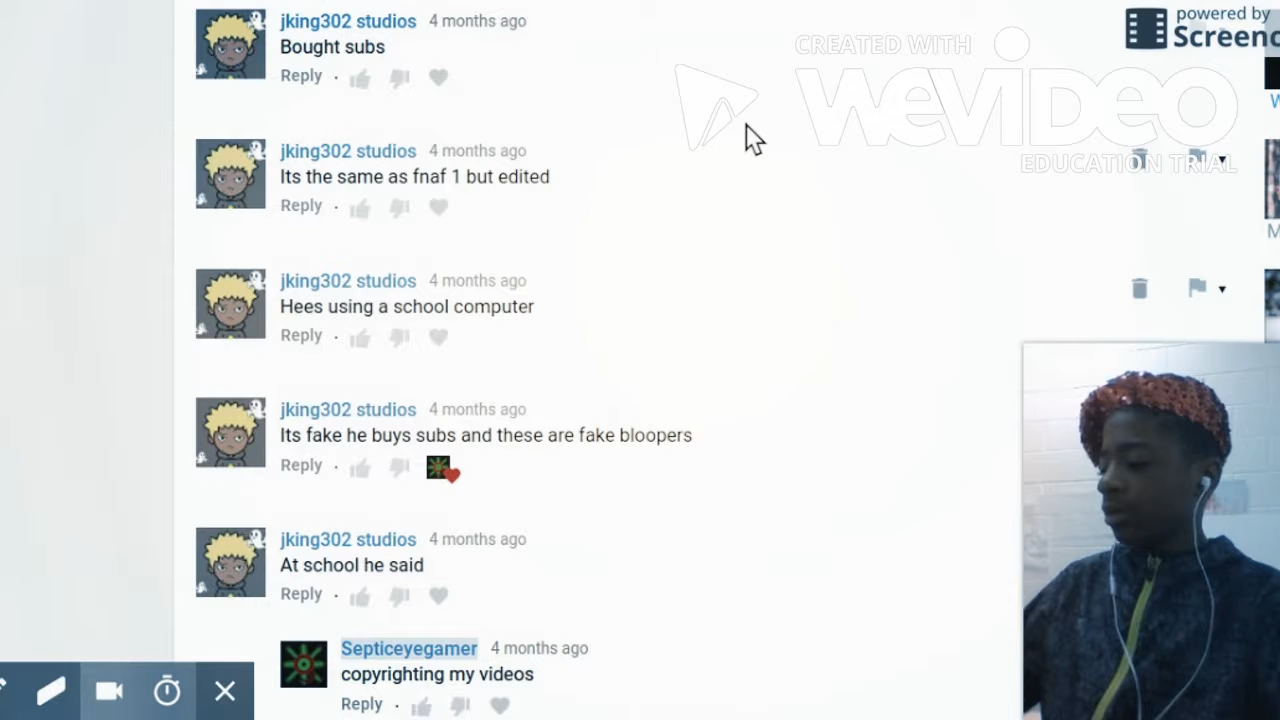 jking302 studios 4 months ago
Bought subs
Reply
powered by
CREATED WITH
WEVIDEO
EDUCATION TRIAL
jking302 studios 4 months ago
Its the same as fnaf 1 but edited
Reply
jking302 studios 4 months ago
Hees using a school computer
Reply
jking302 studios 4 months ago
Its fake he buys subs and these are fake bloopers
Reply
jking302 studios 4 months ago
At school he said
Reply
Septiceyegamer 4 months ago
copyrighting my videos
Reply